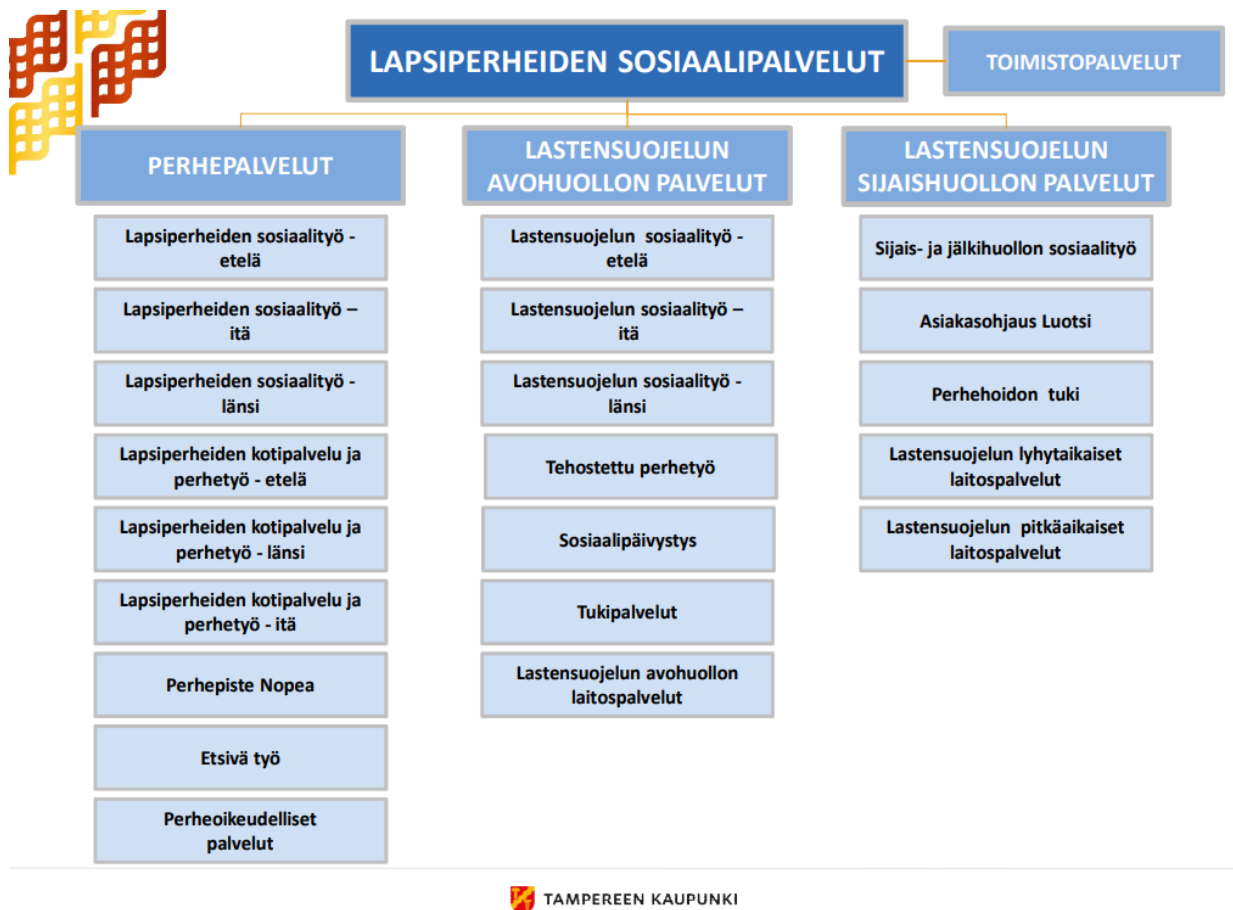 LAPSIPERHEIDEN SOSIAALIPALVELUT
TOIMISTOPALVELUT
PERHEPALVELUT
Lapsiperheiden sosiaalityö -
etelä
Lapsiperheiden sosiaalityö –
itä
Lapsiperheiden sosiaalityö -
länsi
Lapsiperheiden kotipalvelu ja
perhetyö - etelä
Lapsiperheiden kotipalvelu ja
perhetyö - länsi
Lapsiperheiden kotipalvelu ja
perhetyö - itä
Perhepiste Nopea
Etsivä työ
Perheoikeudelliset
palvelut
LASTENSUOJELUN
AVOHUOLLON PALVELUT
Lastensuojelun sosiaalityö -
etelä
Lastensuojelun sosiaalityö –
itä
Lastensuojelun sosiaalityö -
länsi
Tehostettu perhetyö
Sosiaalipäivystys
Tukipalvelut
Lastensuojelun avohuollon
laitospalvelut
LASTENSUOJELUN
SIJAISHUOLLON PALVELUT
Sijais- ja jälkihuollon sosiaalityö
Asiakasohjaus Luotsi
Perhehoidon tuki
Lastensuojelun lyhytaikaiset
laitospalvelut
Lastensuojelun pitkäaikaiset
laitospalvelut
TAMPEREEN KAUPUNKI